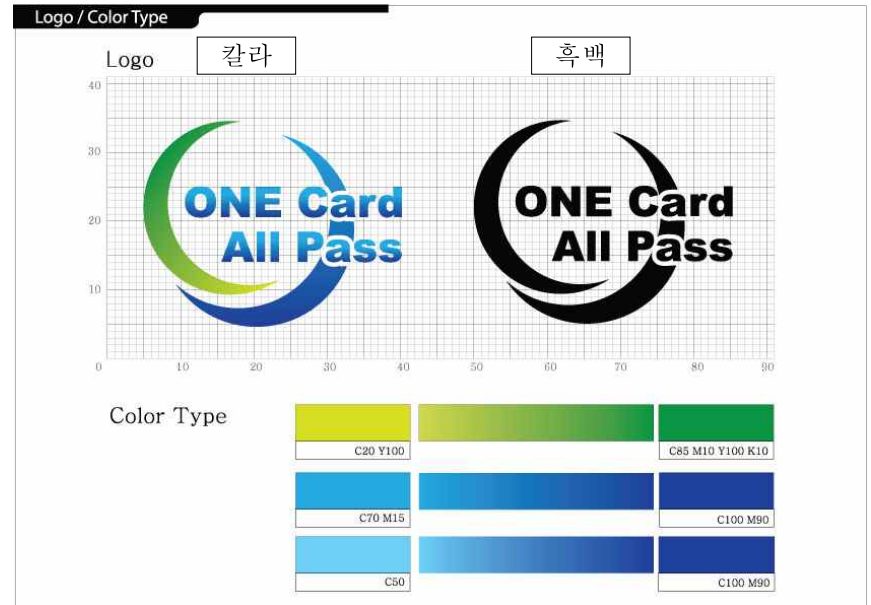 Logo / Color Type
Logo
칼라
흑백
40
30
20
10
0 10 20 30 40 50 60 70 80 90
ONE Card
All Pass
ONE Card
All Pass
Color Type
C20 Y100
C85 M10 Y100 K10
C70 M15
C100 M90
C50
C100 M90